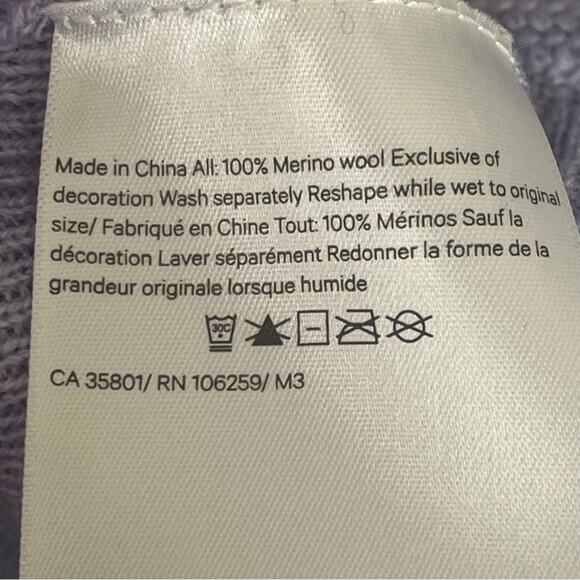 Made in China All: 100% Merino wool Exclusive of
decoration Wash separately Reshape while wet to original
size/ Fabriqué en Chine Tout: 100% Mérinos Sauf la
décoration Laver séparément Redonner la forme de la
grandeur originale lorsque humide
30C
CA 35801/ RN 106259/ M3